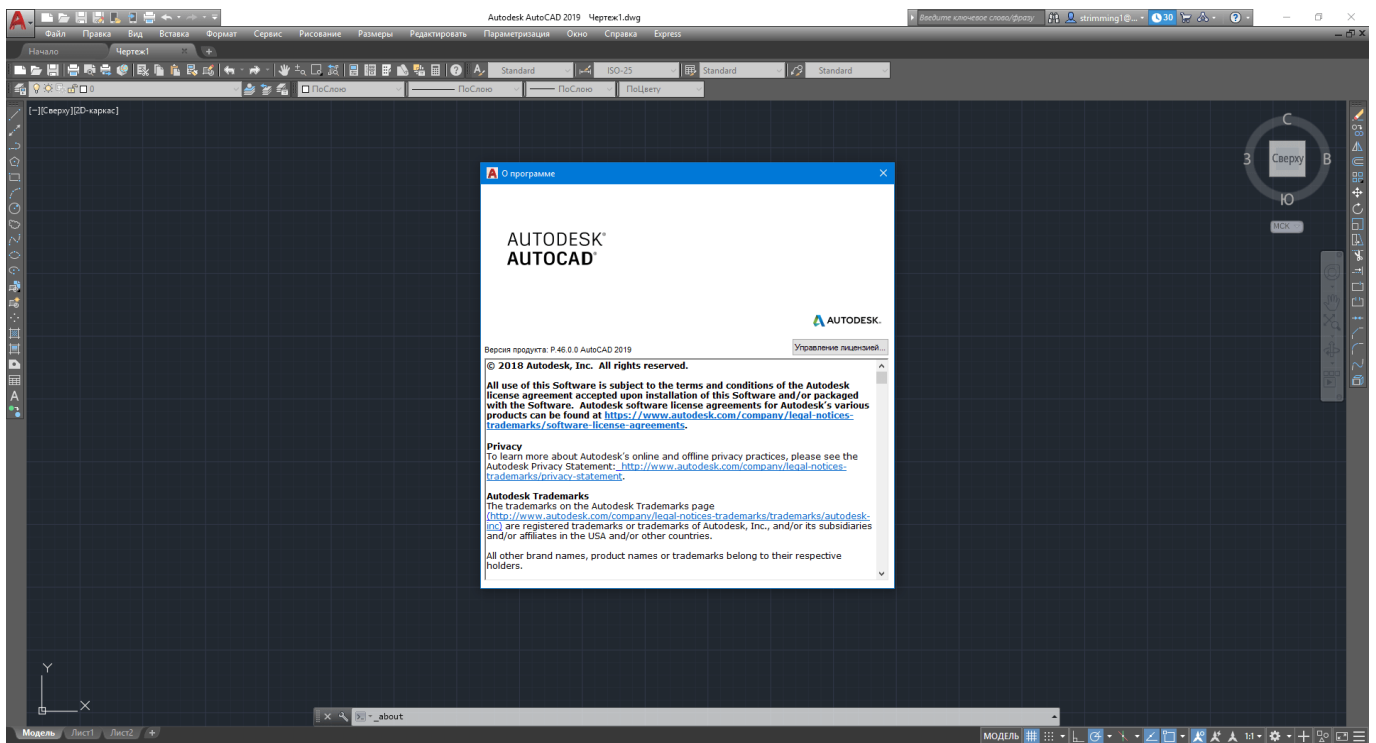 Autodesk AutoCAD 2019 Чертеж1.dwg
Введите ключевое слово/фразу
strimming1@...
30
Файл Правка Вид Вставка Формат Сервис Рисование Размеры Редактировать Параметризация Окно Справка Express
Начало Чертеж1
Standard ISO-25 Standard Standard
0 ПоСлою ПоСлою ПоСлою ПоЦвету
[−][Сверху][2D-каркас]
С
З Сверху В
Ю
МСК
О программе
AUTODESK®
AUTOCAD®
AUTODESK.
Версия продукта: P.46.0.0 AutoCAD 2019
Управление лицензией...
© 2018 Autodesk, Inc. All rights reserved.
All use of this Software is subject to the terms and conditions of the Autodesk
license agreement accepted upon installation of this Software and/or packaged
with the Software. Autodesk software license agreements for Autodesk's various
products can be found at https://www.autodesk.com/company/legal-notices-
trademarks/software-license-agreements.
Privacy
To learn more about Autodesk's online and offline privacy practices, please see the
Autodesk Privacy Statement: http://www.autodesk.com/company/legal-notices-
trademarks/privacy-statement.
Autodesk Trademarks
The trademarks on the Autodesk Trademarks page
(http://www.autodesk.com/company/legal-notices-trademarks/trademarks/autodesk-
inc) are registered trademarks or trademarks of Autodesk, Inc., and/or its subsidiaries
and/or affiliates in the USA and/or other countries.
All other brand names, product names or trademarks belong to their respective
holders.
Y
X
_about
Модель Лист1 Лист2 +
МОДЕЛЬ
1:1